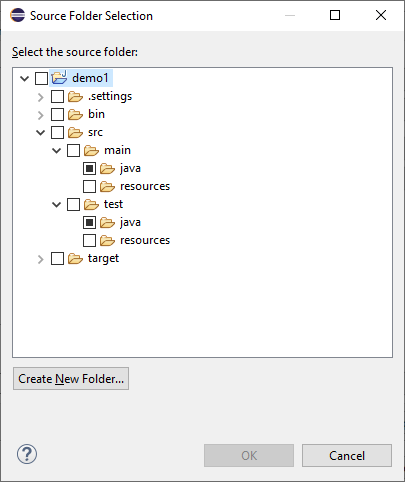 Source Folder Selection
Select the source folder:
demo1
.settings
bin
src
main
java
resources
test
java
resources
target
Create New Folder...
?
OK
Cancel